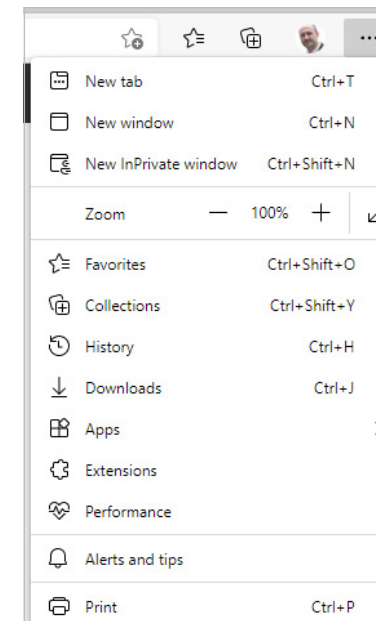 New tab Ctrl+T
New window Ctrl+N
New InPrivate window Ctrl+Shift+N
Zoom — 100% +
Favorites Ctrl+Shift+O
Collections Ctrl+Shift+Y
History Ctrl+H
Downloads Ctrl+J
Apps
Extensions
Performance
Alerts and tips
Print Ctrl+P